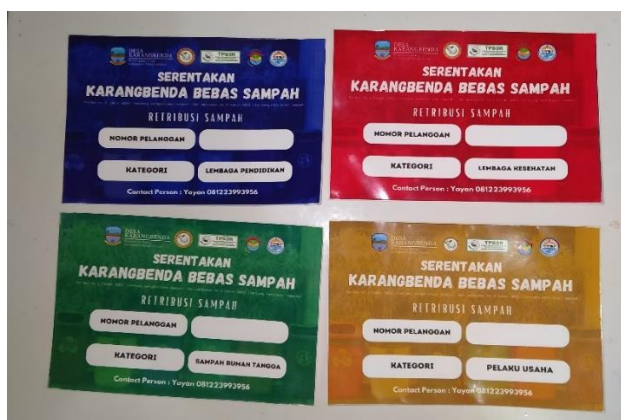 DESA
KARANGBENDA
TPS3R
SERENTAKAN
KARANGBENDA BEBAS SAMPAH
RETRIBUSI SAMPAH
NOMOR PELANGGAN
KATEGORI
LEMBAGA PENDIDIKAN
Contact Person : Yayan 081223993956
DESA
KARANGBENDA
TPS3R
SERENTAKAN
KARANGBENDA BEBAS SAMPAH
RETRIBUSI SAMPAH
NOMOR PELANGGAN
KATEGORI
LEMBAGA KESEHATAN
Contact Person : Yayan 081223993956
DESA
KARANGBENDA
TPS3R
SERENTAKAN
KARANGBENDA BEBAS SAMPAH
RETRIBUSI SAMPAH
NOMOR PELANGGAN
KATEGORI
SAMPAH RUMAH TANGGA
Contact Person : Yayan 081223993956
DESA
KARANGBENDA
TPS3R
SERENTAKAN
KARANGBENDA BEBAS SAMPAH
RETRIBUSI SAMPAH
NOMOR PELANGGAN
KATEGORI
PELAKU USAHA
Contact Person : Yayan 081223993956